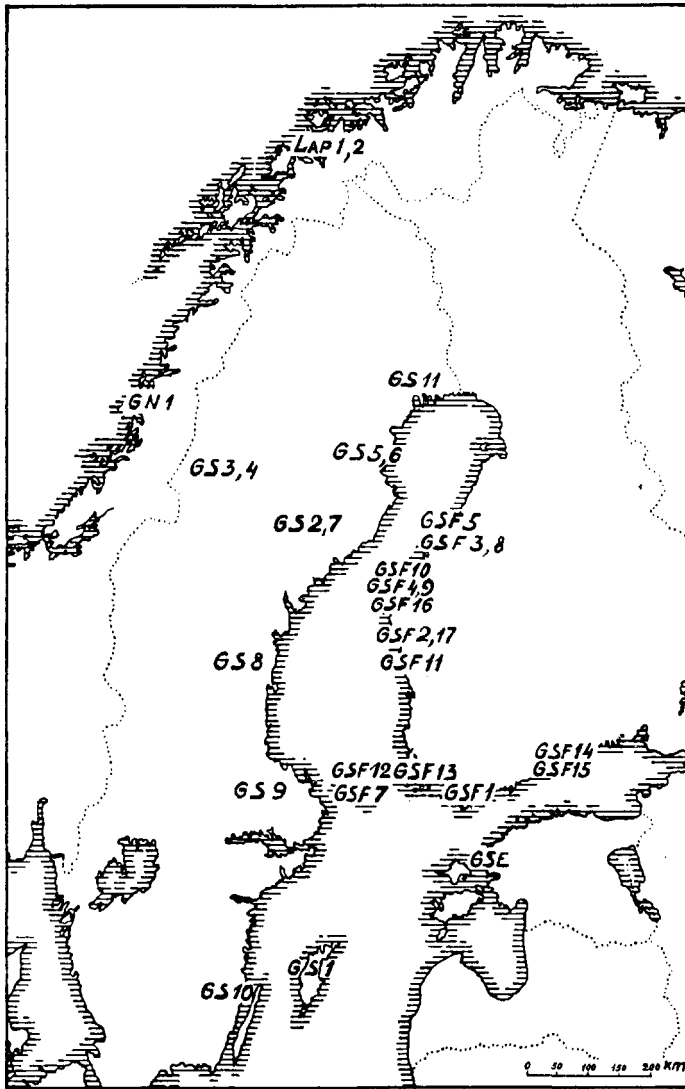 LAP 1,2
GS 11
GN 1
GS 5,6
GS 3,4
GS 2,7
GSF 5
GSF 3,8
GSF 10
GSF 4,9
GSF 16
GSF 2,17
GS 8
GSF 11
GSF 14
GSF 12
GSF 13
GSF 15
GS 9
GSF 7
GSF 1
GSE
GS 1
GS 10
0 50 100 150 200 KM